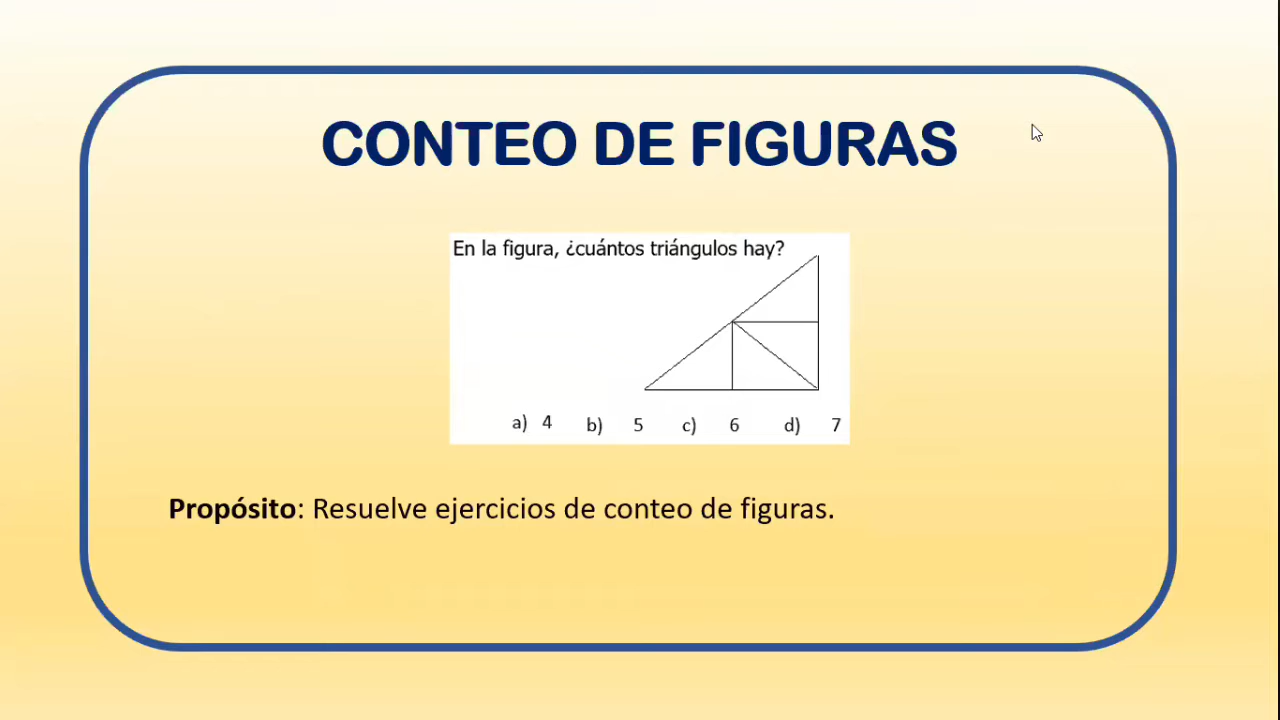 CONTEO DE FIGURAS
En la figura, ¿cuántos triángulos hay?
a) 4 b) 5 c) 6 d) 7
Propósito: Resuelve ejercicios de conteo de figuras.